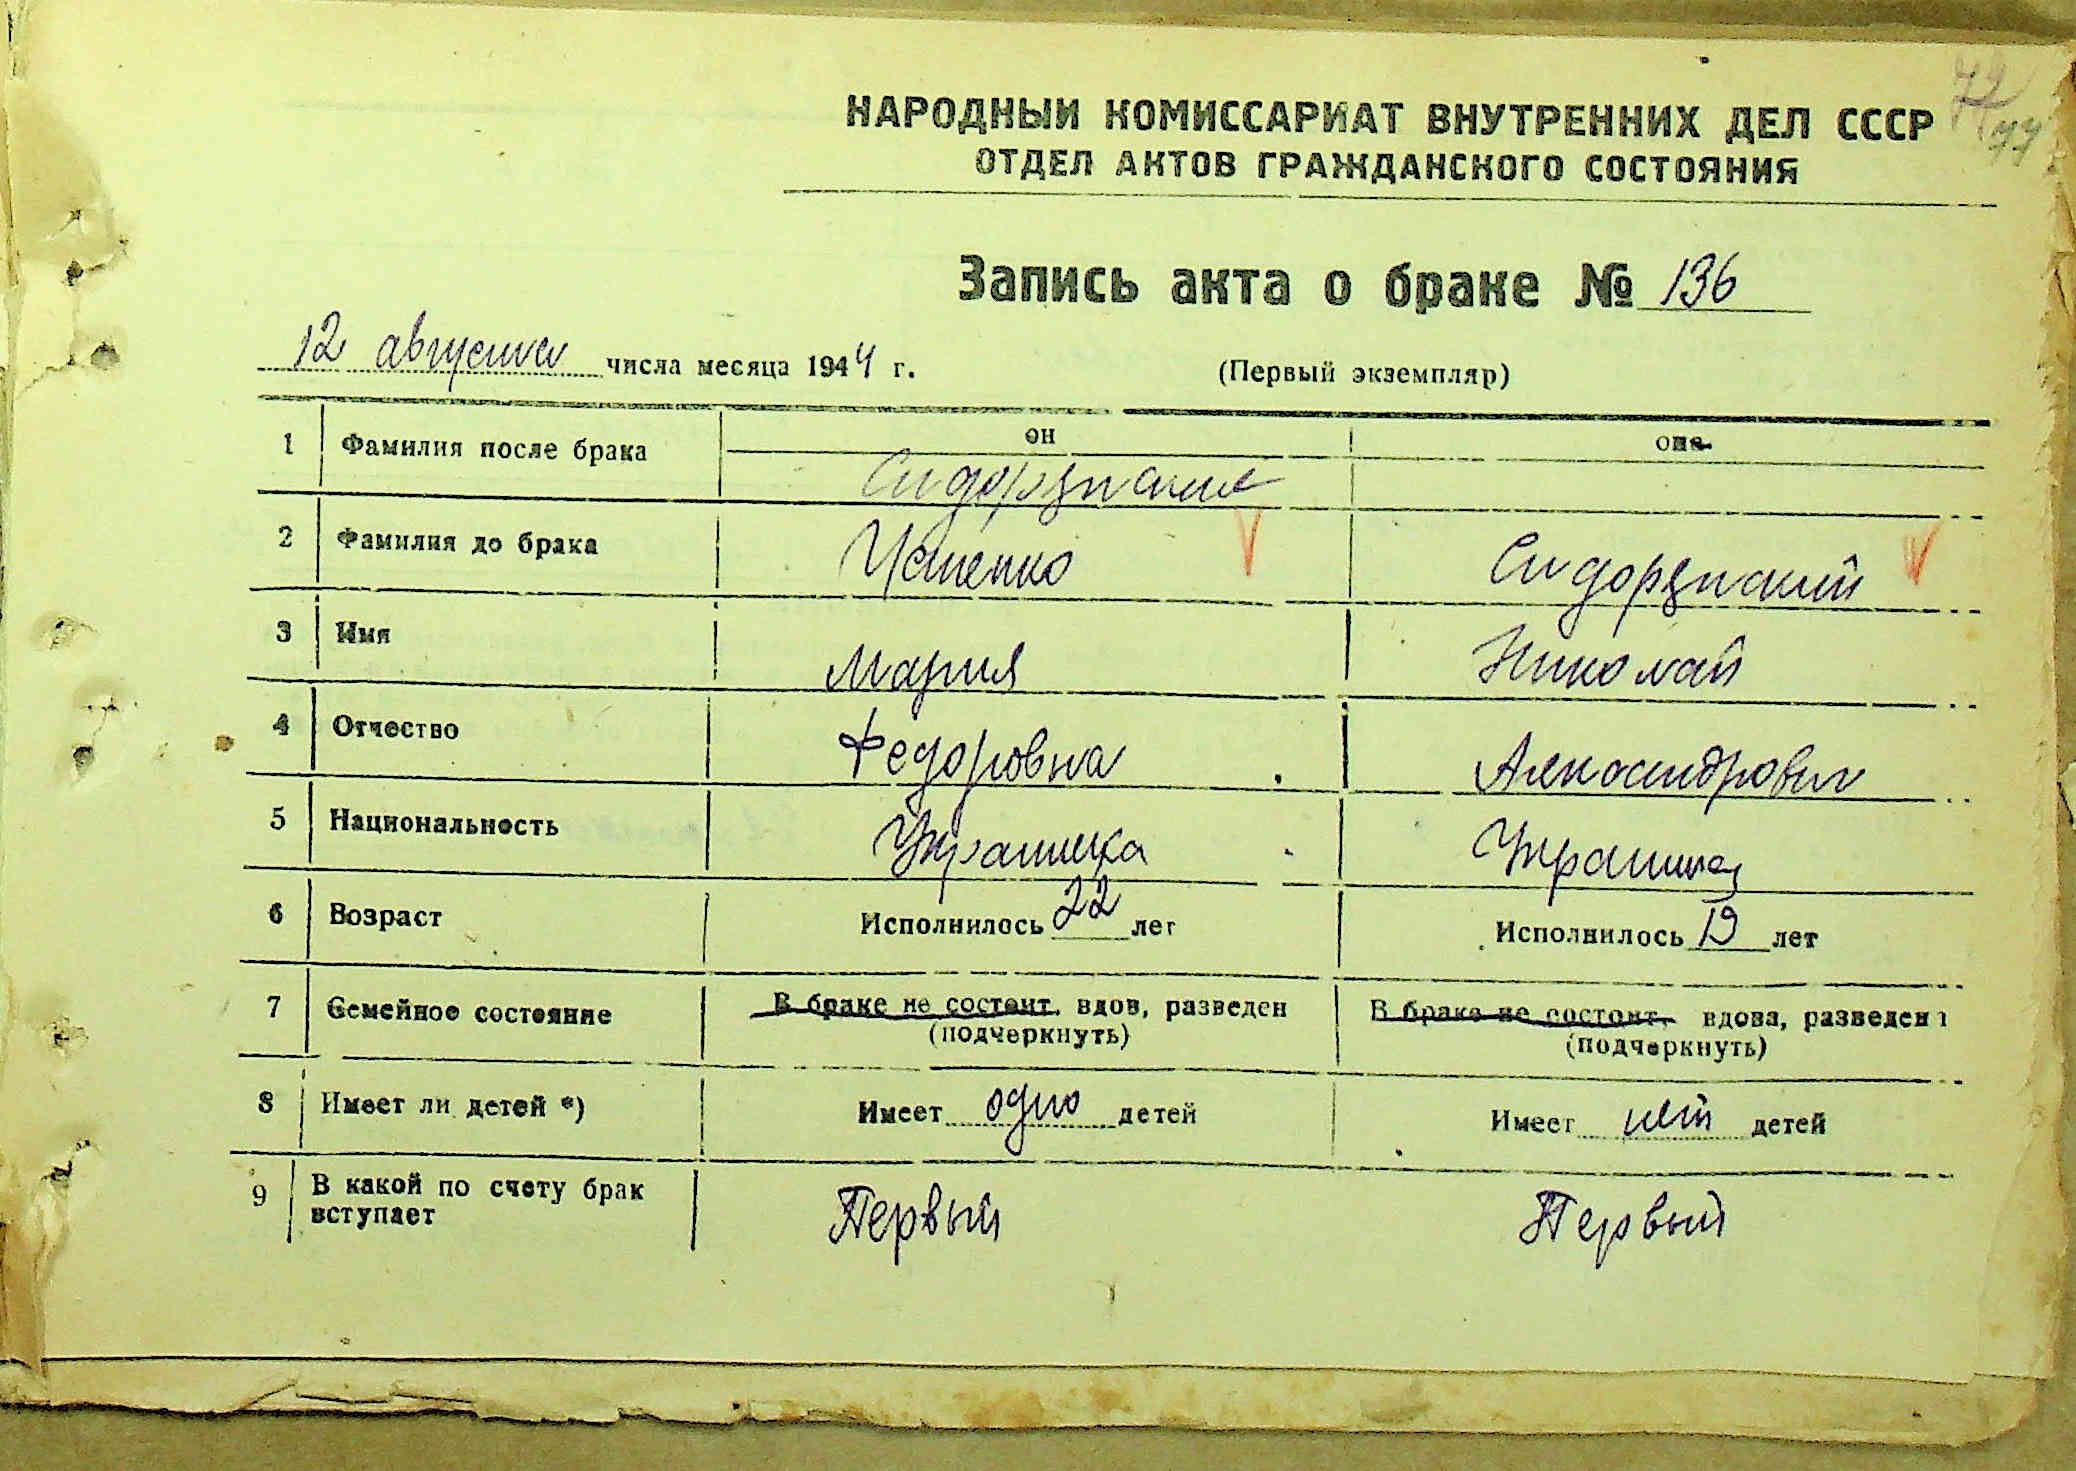 72
77
НАРОДНЫЙ КОМИССАРИАТ ВНУТРЕННИХ ДЕЛ СССР
ОТДЕЛ АКТОВ ГРАЖДАНСКОГО СОСТОЯНИЯ
Запись акта о браке № 136
12 августа числа месяца 1944 г. (Первый экземпляр)
1 Фамилия после брака он она
2 Фамилия до брака
3 Имя Мария Николай
4 Отчество Федоровна Александрович
5 Национальность Украинка Украинец
6 Возраст Исполнилось 22 лет Исполнилось 19 лет
7 Семейное состояние В браке не состоит, вдов, разведен В браке не состоит, вдова, разведена
(подчеркнуть) (подчеркнуть)
8 Имеет ли детей *) Имеет одно детей Имеет нет детей
9 В какой по счету брак вступает Первый Первый